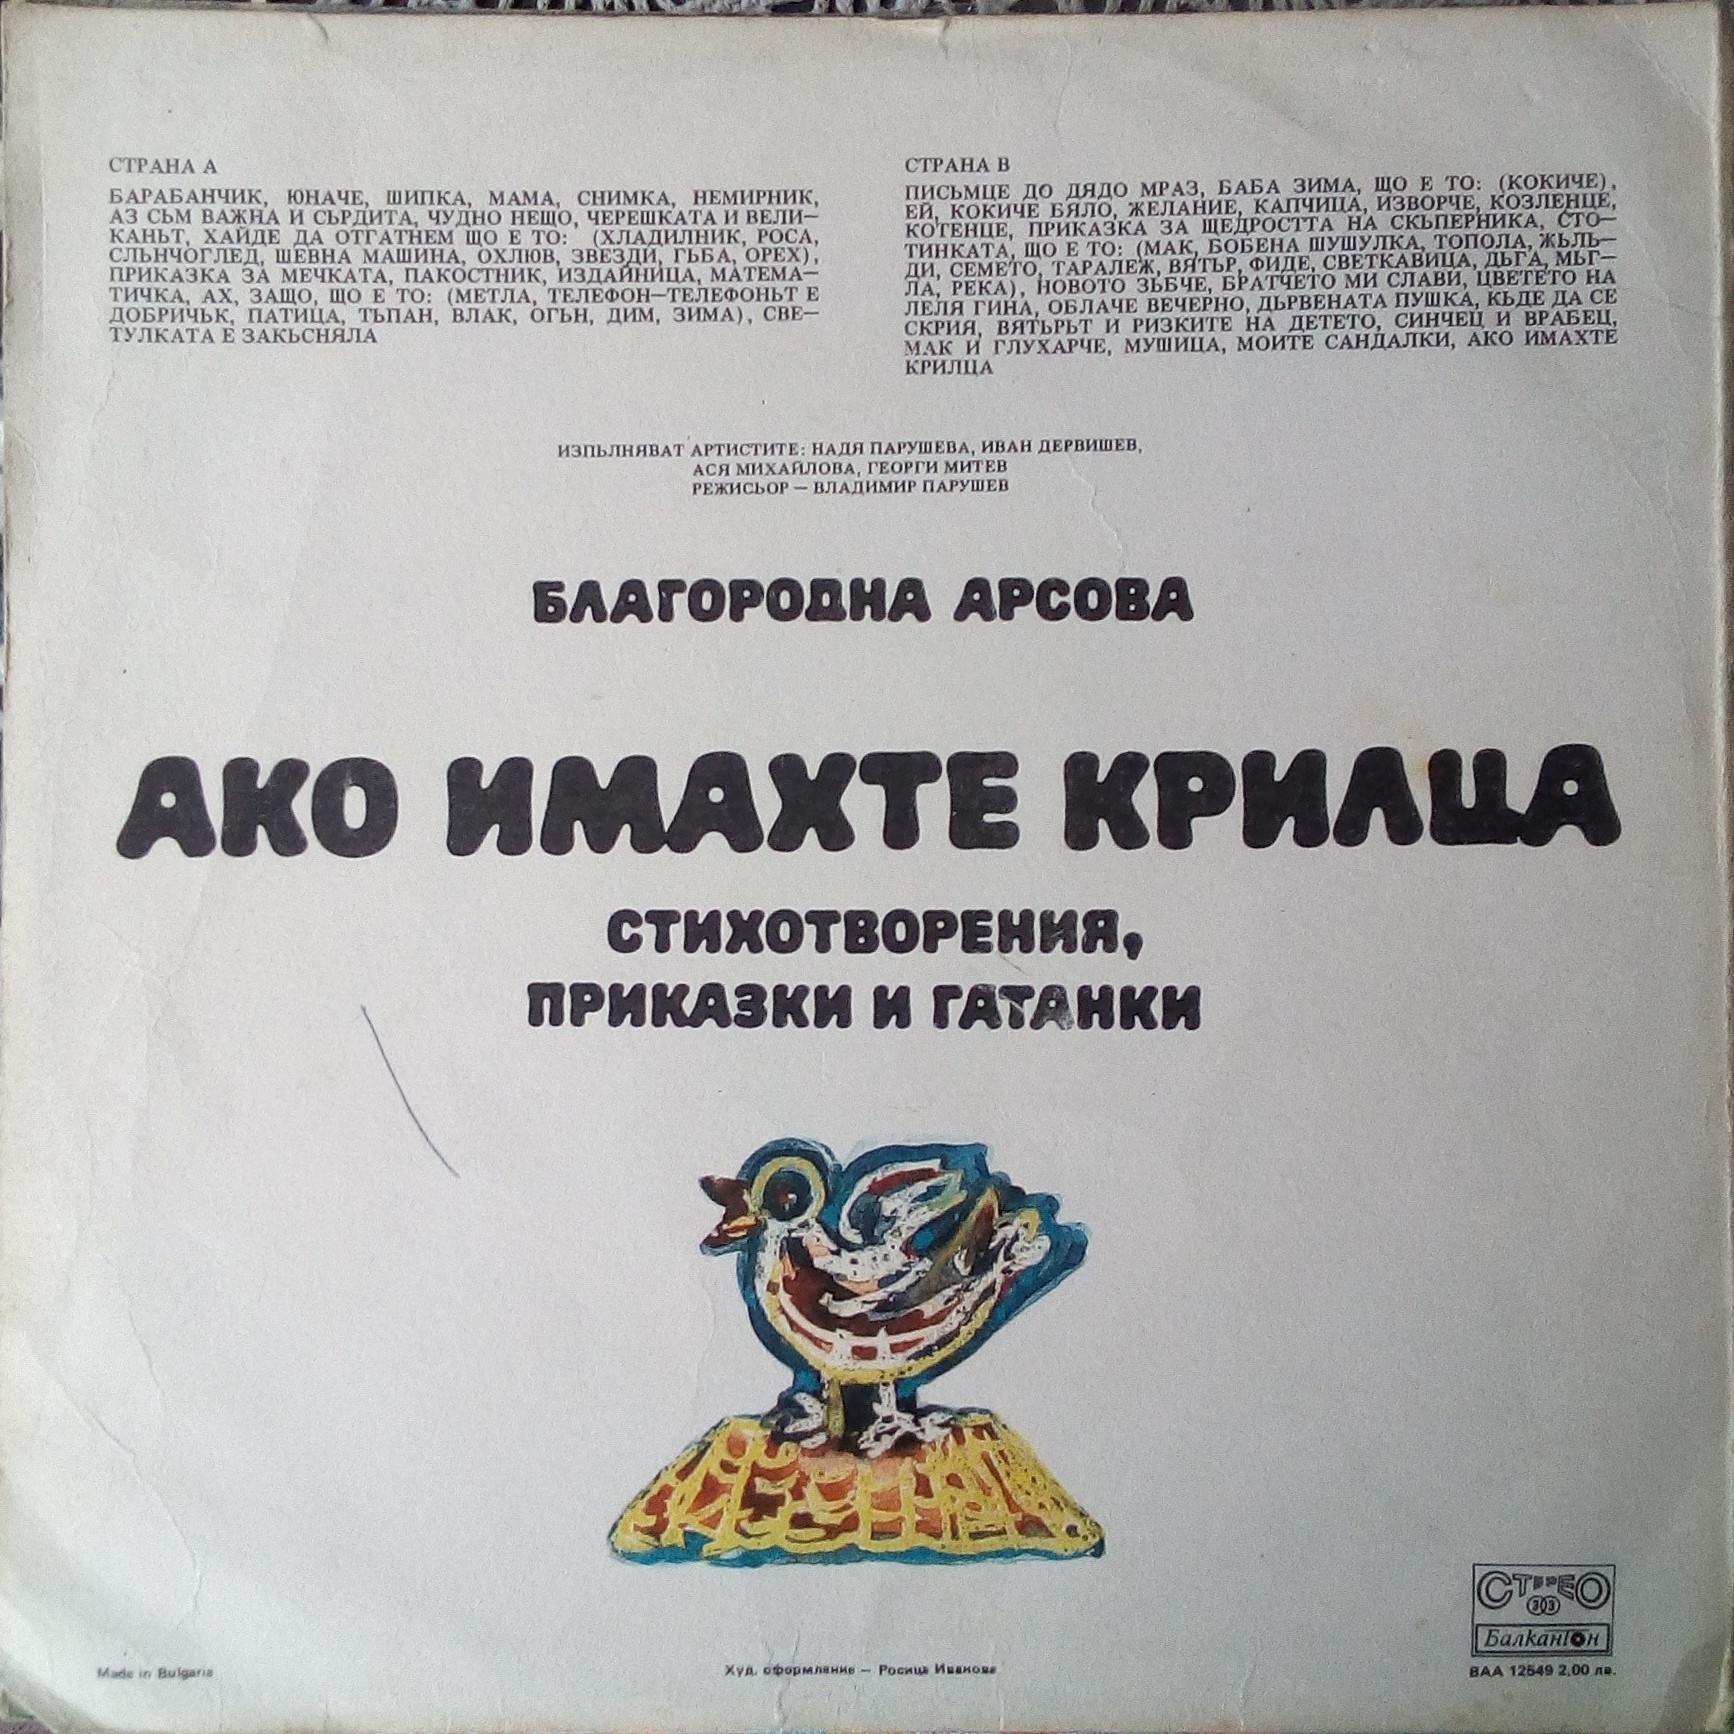 СТРАНА А
БАРАБАНЧИК, ЮНАЧЕ, ШИПКА, МАМА, СНИМКА, НЕМИРНИК,
АЗ СЪМ ВАЖНА И СЪРДИТА, ЧУДНО НЕЩО, ЧЕРЕШКАТА И ВЕЛИ–
КАНЪТ, ХАЙДЕ ДА ОТГАТНЕМ ЩО Е ТО: (ХЛАДИЛНИК, РОСА,
СЛЪНЧОГЛЕД, ШЕВНА МАШИНА, ОХЛЮВ, ЗВЕЗДИ, ГЪБА, ОРЕХ),
ПРИКАЗКА ЗА МЕЧКАТА, ПАКОСТНИК, ИЗДАЙНИЦА, МАТЕМА–
ТИЧКА, АХ, ЗАЩО, ЩО Е ТО: (МЕТЛА, ТЕЛЕФОН–ТЕЛЕФОНЪТ Е
ДОБРИЧЪК, ПАТИЦА, ТЪПАН, ВЛАК, ОГЪН, ДИМ, ЗИМА), СВЕ–
ТУЛКАТА Е ЗАКЪСНЯЛА
СТРАНА В
ПИСЪМЦЕ ДО ДЯДО МРАЗ, БАБА ЗИМА, ЩО Е ТО: (КОКИЧЕ),
ЕЙ, КОКИЧЕ БЯЛО, ЖЕЛАНИЕ, КАПЧИЦА, ИЗВОРЧЕ, КОЗЛЕНЦЕ,
КОТЕНЦЕ, ПРИКАЗКА ЗА ЩЕДРОСТТА НА СКЪПЕРНИКА, СТО–
ТИНКАТА, ЩО Е ТО: (МАК, БОБЕНА ШУШУЛКА, ТОПОЛА, ЖЪЛЪ–
ДИ, СЕМЕТО, ТАРАЛЕЖ, ВЯТЪР, ФИДЕ, СВЕТКАВИЦА, ДЪГА, МЪГ–
ЛА, РЕКА), НОВОТО ЗЪБЧЕ, БРАТЧЕТО МИ СЛАВИ, ЦВЕТЕТО НА
ЛЕЛЯ ГИНА, ОБЛАЧЕ ВЕЧЕРНО, ДЪРВЕНАТА ПУШКА, КЪДЕ ДА СЕ
СКРИЯ, ВЯТЪРЪТ И РИЗКИТЕ НА ДЕТЕТО, СИНЧЕЦ И ВРАБЕЦ,
МАК И ГЛУХАРЧЕ, МУШИЦА, МОИТЕ САНДАЛКИ, АКО ИМАХТЕ
КРИЛЦА
ИЗПЪЛНЯВАТ АРТИСТИТЕ: НАДЯ ПАРУШЕВА, ИВАН ДЕРВИШЕВ,
АСЯ МИХАЙЛОВА, ГЕОРГИ МИТЕВ
РЕЖИСЬОР – ВЛАДИМИР ПАРУШЕВ
БЛАГОРОДНА АРСОВА
АКО ИМАХТЕ КРИЛЦА
СТИХОТВОРЕНИЯ,
ПРИКАЗКИ И ГАТАНКИ
СТЕРЕО
33
Балкантон
ВАА 12549 2,00 лв.
Made in Bulgaria
Худ. оформление – Росица Иванова